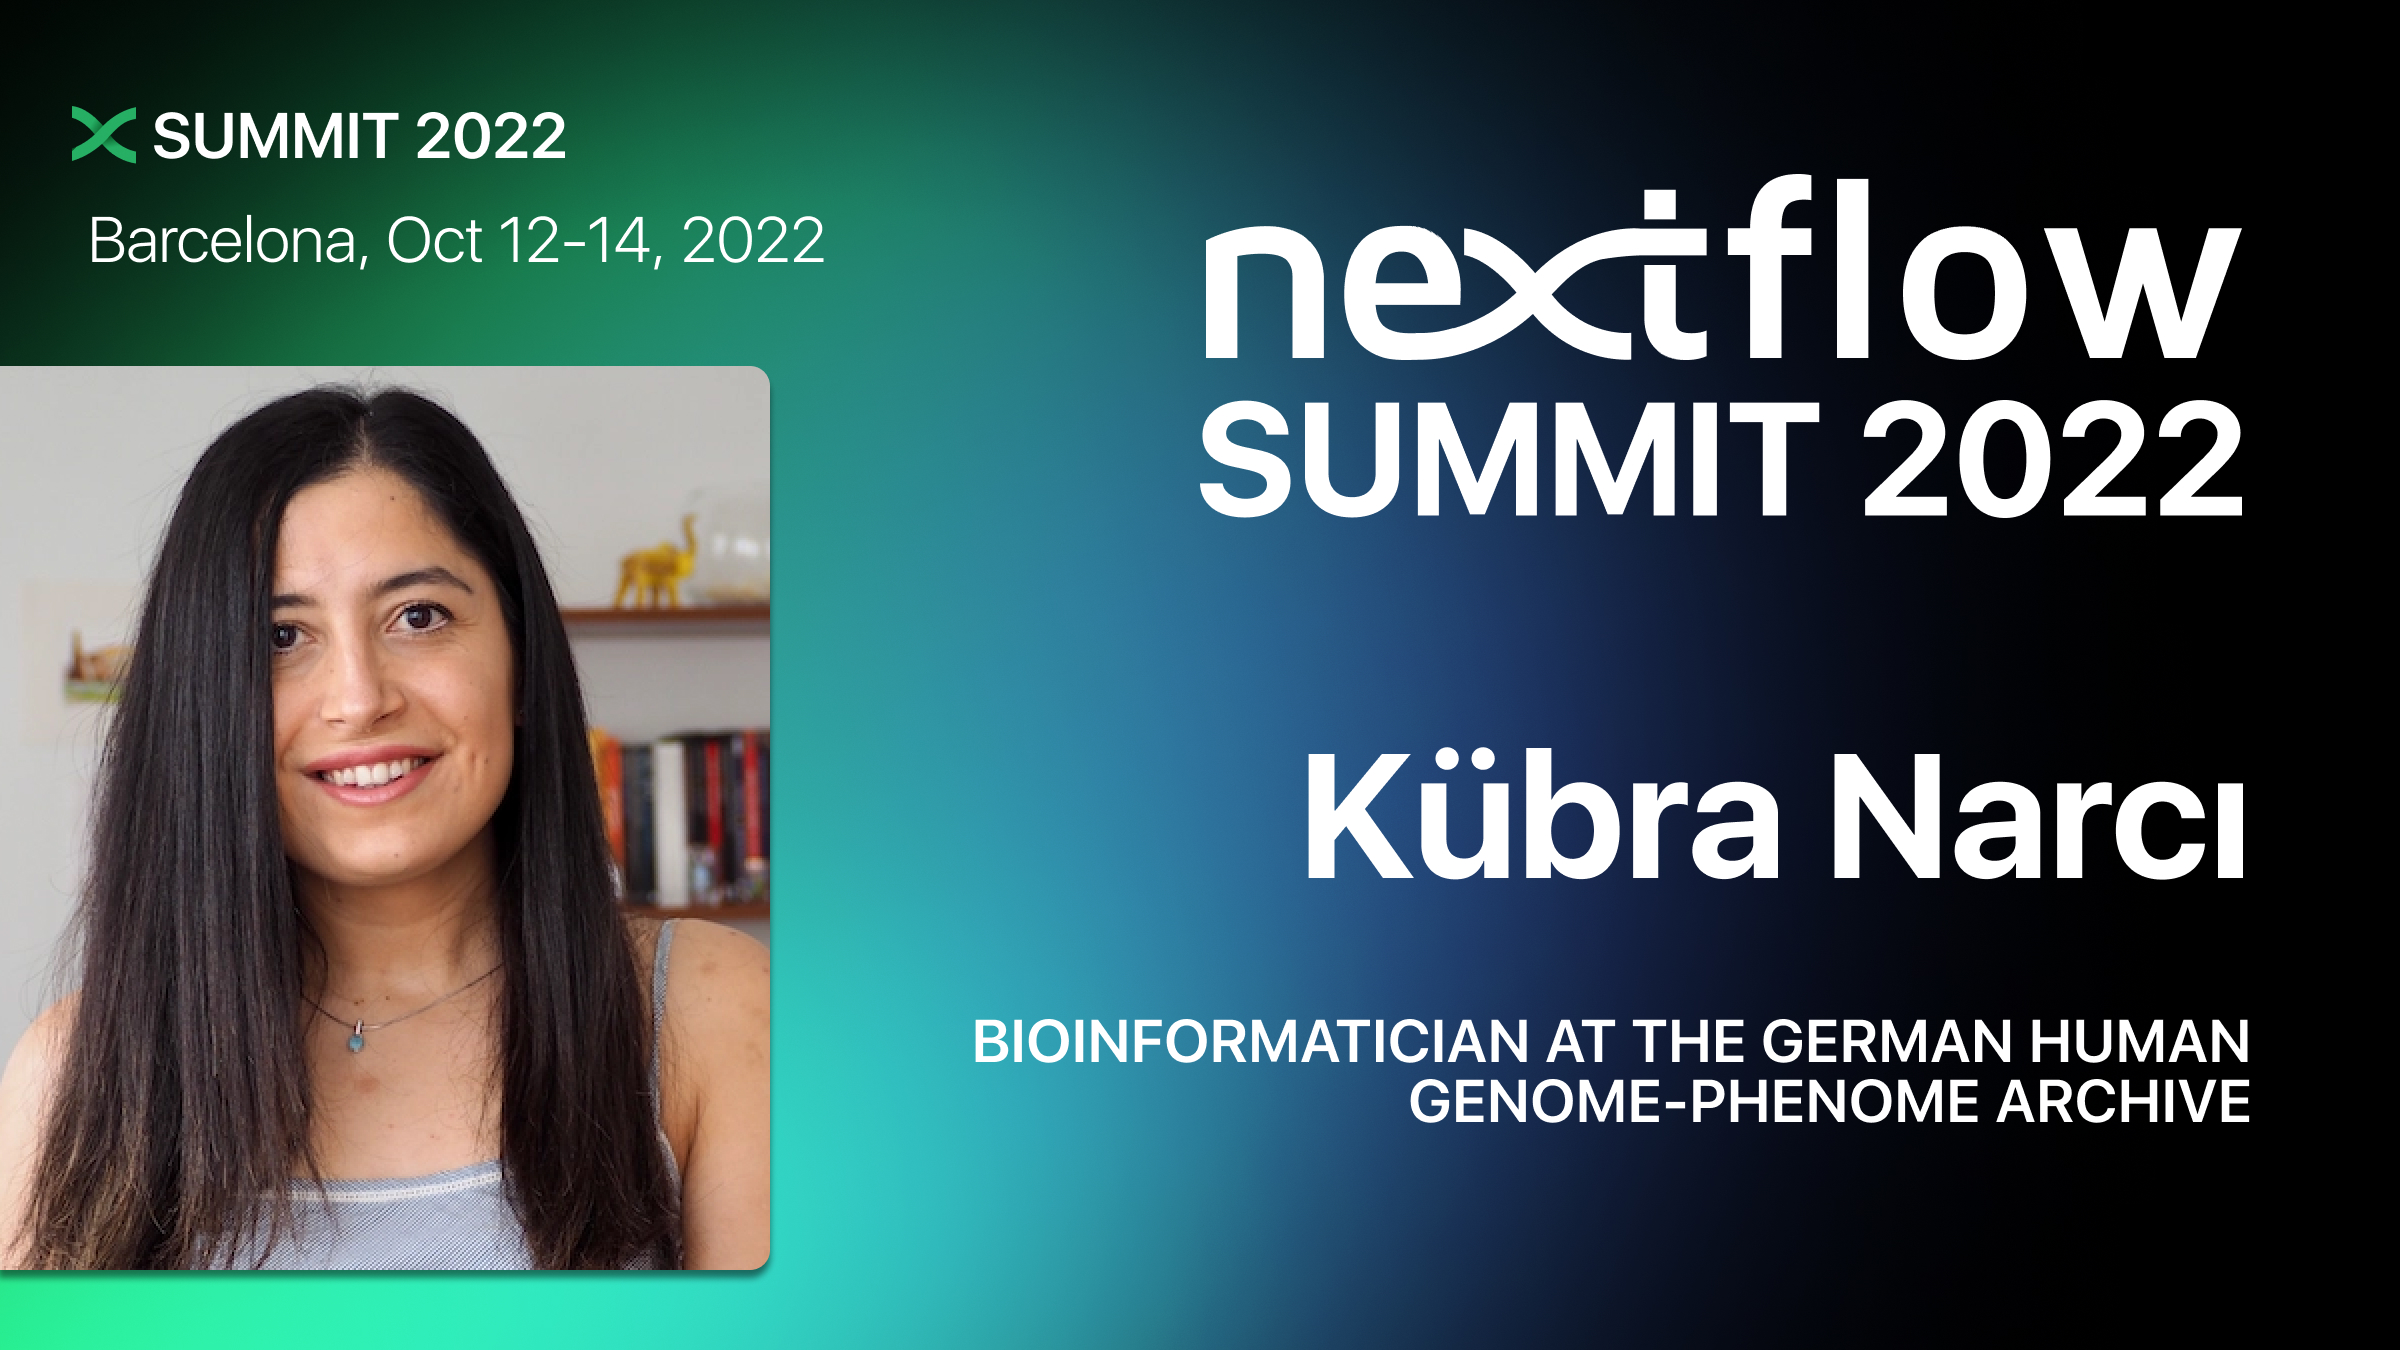 SUMMIT 2022
Barcelona, Oct 12-14, 2022
nextflow
SUMMIT 2022
Kübra Narcı
BIOINFORMATICIAN AT THE GERMAN HUMAN
GENOME-PHENOME ARCHIVE